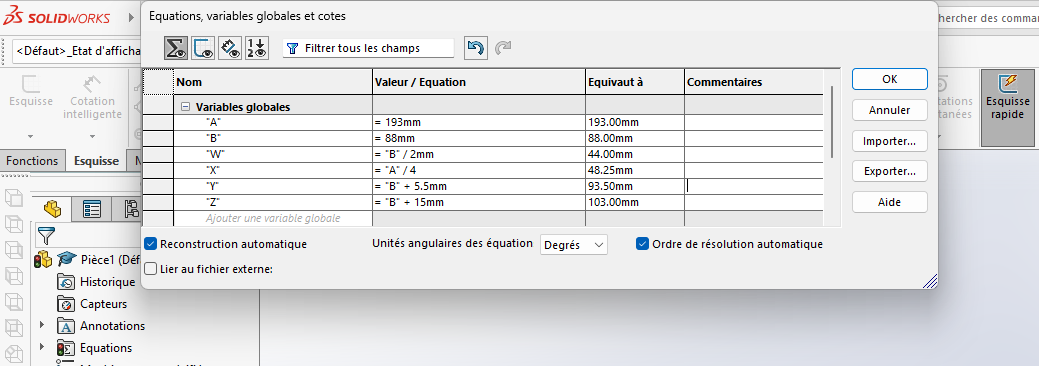 SOLIDWORKS
Equations, variables globales et cotes
hercher des comma
<Défaut>_Etat d'afficha
Filtrer tous les champs
Nom Valeur / Equation Equivaut à Commentaires
Variables globales
"A" = 193mm 193.00mm
"B" = 88mm 88.00mm
"W" = "B" / 2mm 44.00mm
"X" = "A" / 4 48.25mm
"Y" = "B" + 5.5mm 93.50mm
"Z" = "B" + 15mm 103.00mm
Ajouter une variable globale
OK
Annuler
Importer...
Exporter...
Aide
Reconstruction automatique
Unités angulaires des équation Degrés
Ordre de résolution automatique
Lier au fichier externe:
Esquisse
Cotation
intelligente
tations
tanées
Esquisse
rapide
Fonctions Esquisse
Pièce1 (Déf
Historique
Capteurs
Annotations
Equations